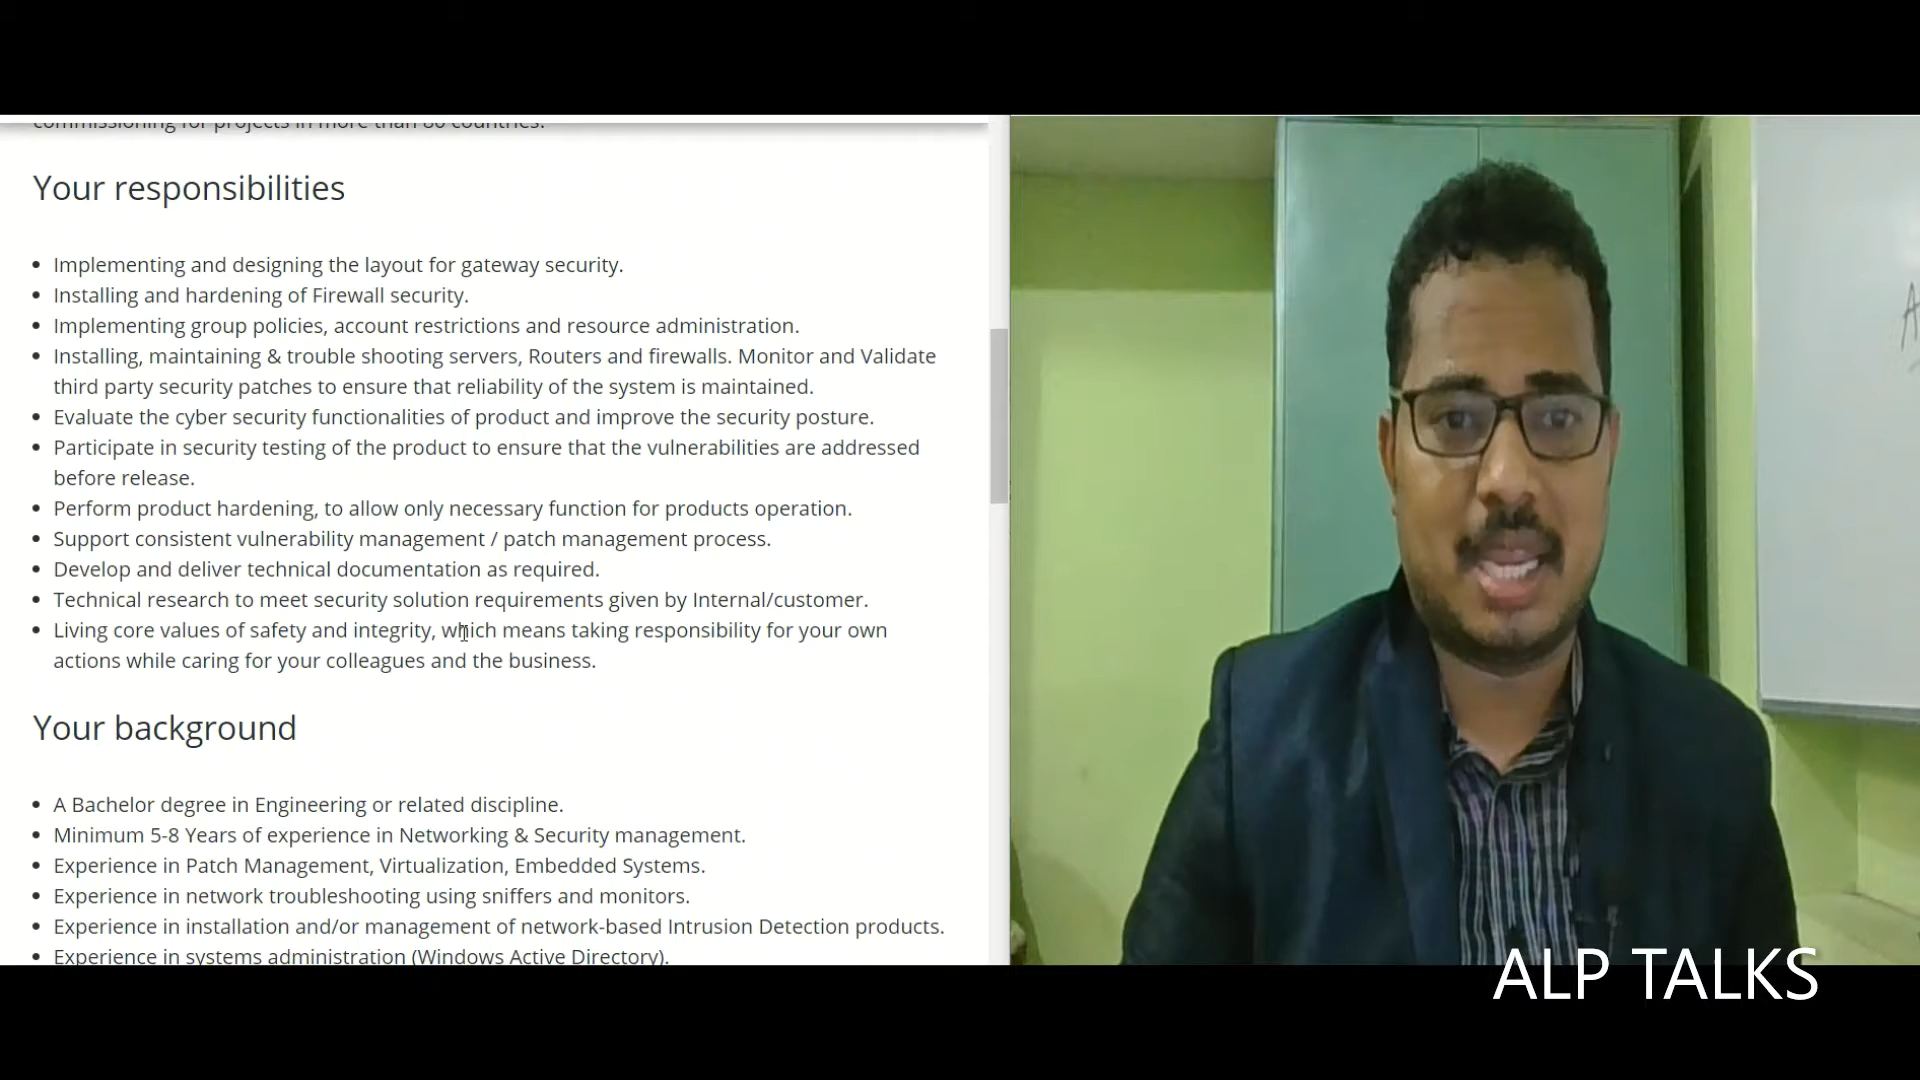 commissioning for projects in more than 80 countries.
Your responsibilities
Implementing and designing the layout for gateway security.
Installing and hardening of Firewall security.
Implementing group policies, account restrictions and resource administration.
Installing, maintaining & trouble shooting servers, Routers and firewalls. Monitor and Validate
third party security patches to ensure that reliability of the system is maintained.
Evaluate the cyber security functionalities of product and improve the security posture.
Participate in security testing of the product to ensure that the vulnerabilities are addressed
before release.
Perform product hardening, to allow only necessary function for products operation.
Support consistent vulnerability management / patch management process.
Develop and deliver technical documentation as required.
Technical research to meet security solution requirements given by Internal/customer.
Living core values of safety and integrity, which means taking responsibility for your own
actions while caring for your colleagues and the business.
Your background
A Bachelor degree in Engineering or related discipline.
Minimum 5-8 Years of experience in Networking & Security management.
Experience in Patch Management, Virtualization, Embedded Systems.
Experience in network troubleshooting using sniffers and monitors.
Experience in installation and/or management of network-based Intrusion Detection products.
Experience in systems administration (Windows Active Directory).
ALP TALKS